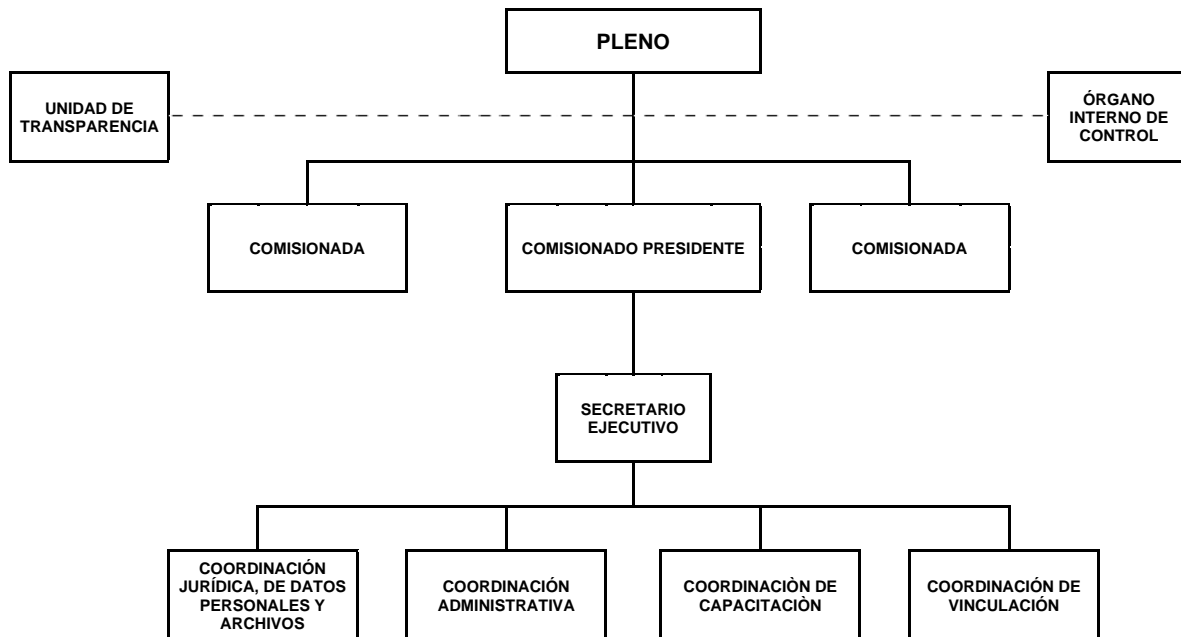 PLENO
UNIDAD DE
TRANSPARENCIA
ÓRGANO
INTERNO DE
CONTROL
COMISIONADA
COMISIONADO PRESIDENTE
COMISIONADA
SECRETARIO
EJECUTIVO
COORDINACIÓN
JURÍDICA, DE DATOS
PERSONALES Y
ARCHIVOS
COORDINACIÓN
ADMINISTRATIVA
COORDINACIÒN DE
CAPACITACIÒN
COORDINACIÓN DE
VINCULACIÓN